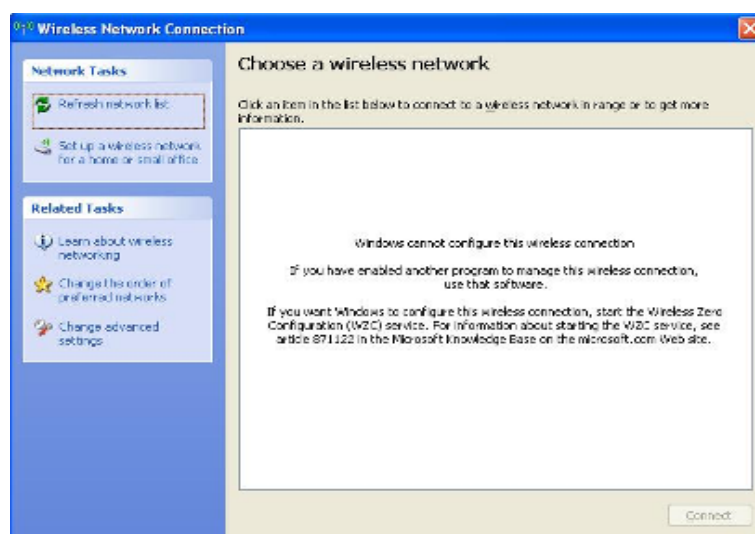 Wireless Network Connection
Network Tasks
Refresh network list
Set up a wireless network
for a home or small office
Related Tasks
Learn about wireless
networking
Change the order of
preferred networks
Change advanced
settings
Choose a wireless network
Click an item in the list below to connect to a wireless network in range or to get more
information.
Windows cannot configure this wireless connection
If you have enabled another program to manage this wireless connection,
use that software.
If you want Windows to configure this wireless connection, start the Wireless Zero
Configuration (WZC) service. For information about starting the WZC service, see
article 871122 in the Microsoft Knowledge Base on the microsoft.com Web site.
Connect